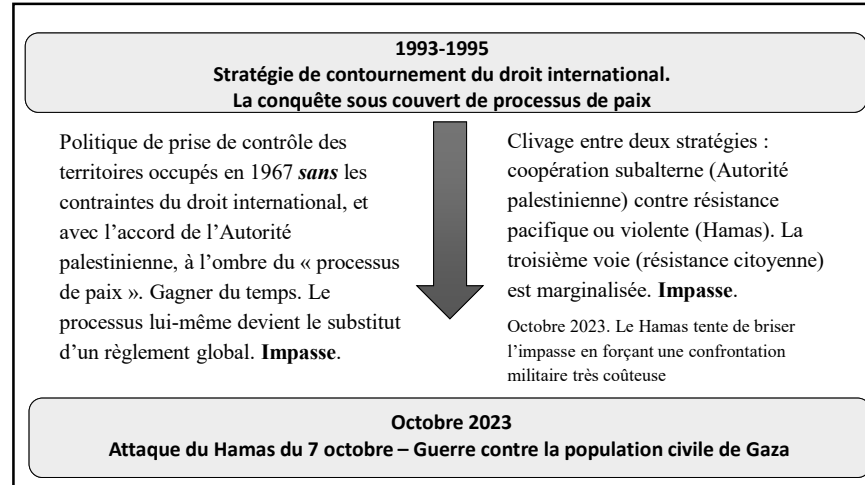 1993-1995
Stratégie de contournement du droit international.
La conquête sous couvert de processus de paix
Politique de prise de contrôle des
territoires occupés en 1967 sans les
contraintes du droit international, et
avec l’accord de l’Autorité
palestinienne, à l’ombre du « processus
de paix ». Gagner du temps. Le
processus lui-même devient le substitut
d’un règlement global. Impasse.
Clivage entre deux stratégies :
coopération subalterne (Autorité
palestinienne) contre résistance
pacifique ou violente (Hamas). La
troisième voie (résistance citoyenne)
est marginalisée. Impasse.
Octobre 2023. Le Hamas tente de briser
l’impasse en forçant une confrontation
militaire très coûteuse
Octobre 2023
Attaque du Hamas du 7 octobre – Guerre contre la population civile de Gaza